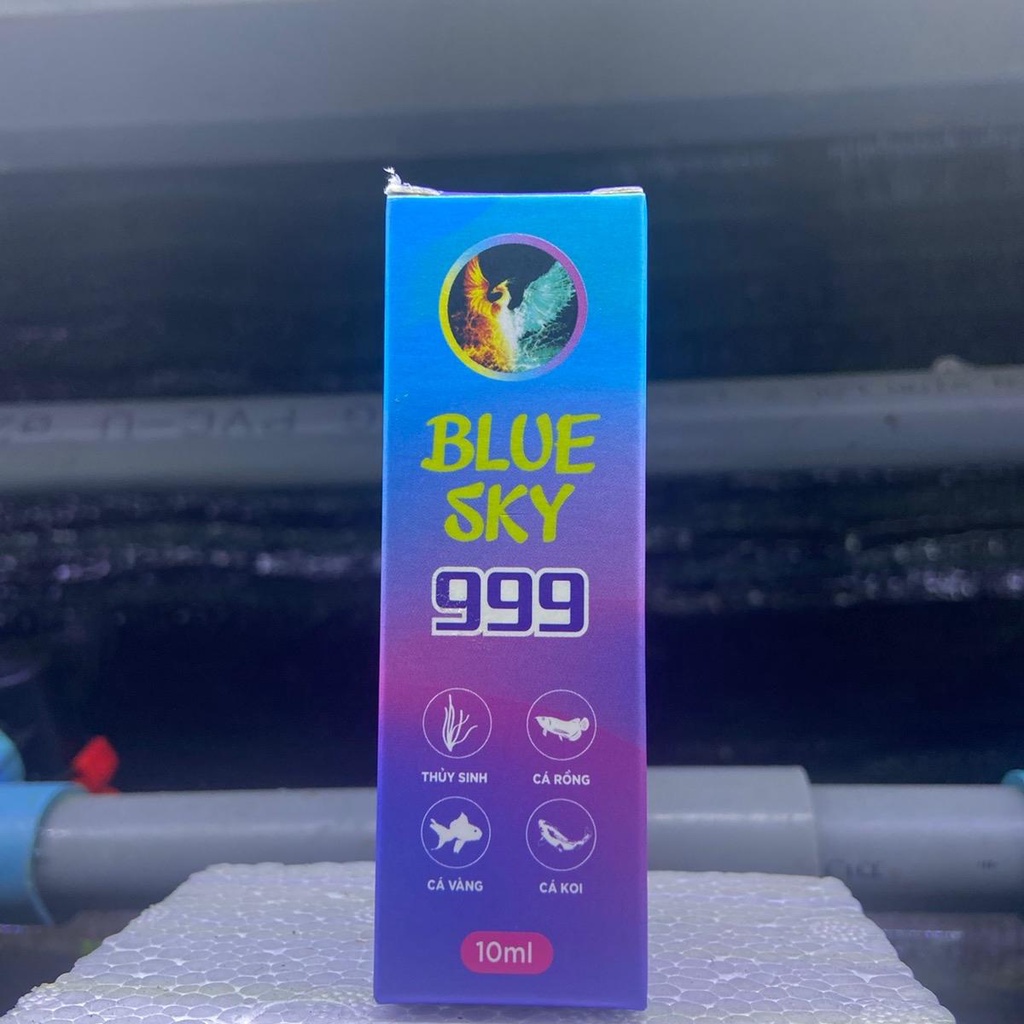 BLUE
SKY
999
THỦY SINH
CÁ RỒNG
CÁ VÀNG
CÁ KOI
10ml